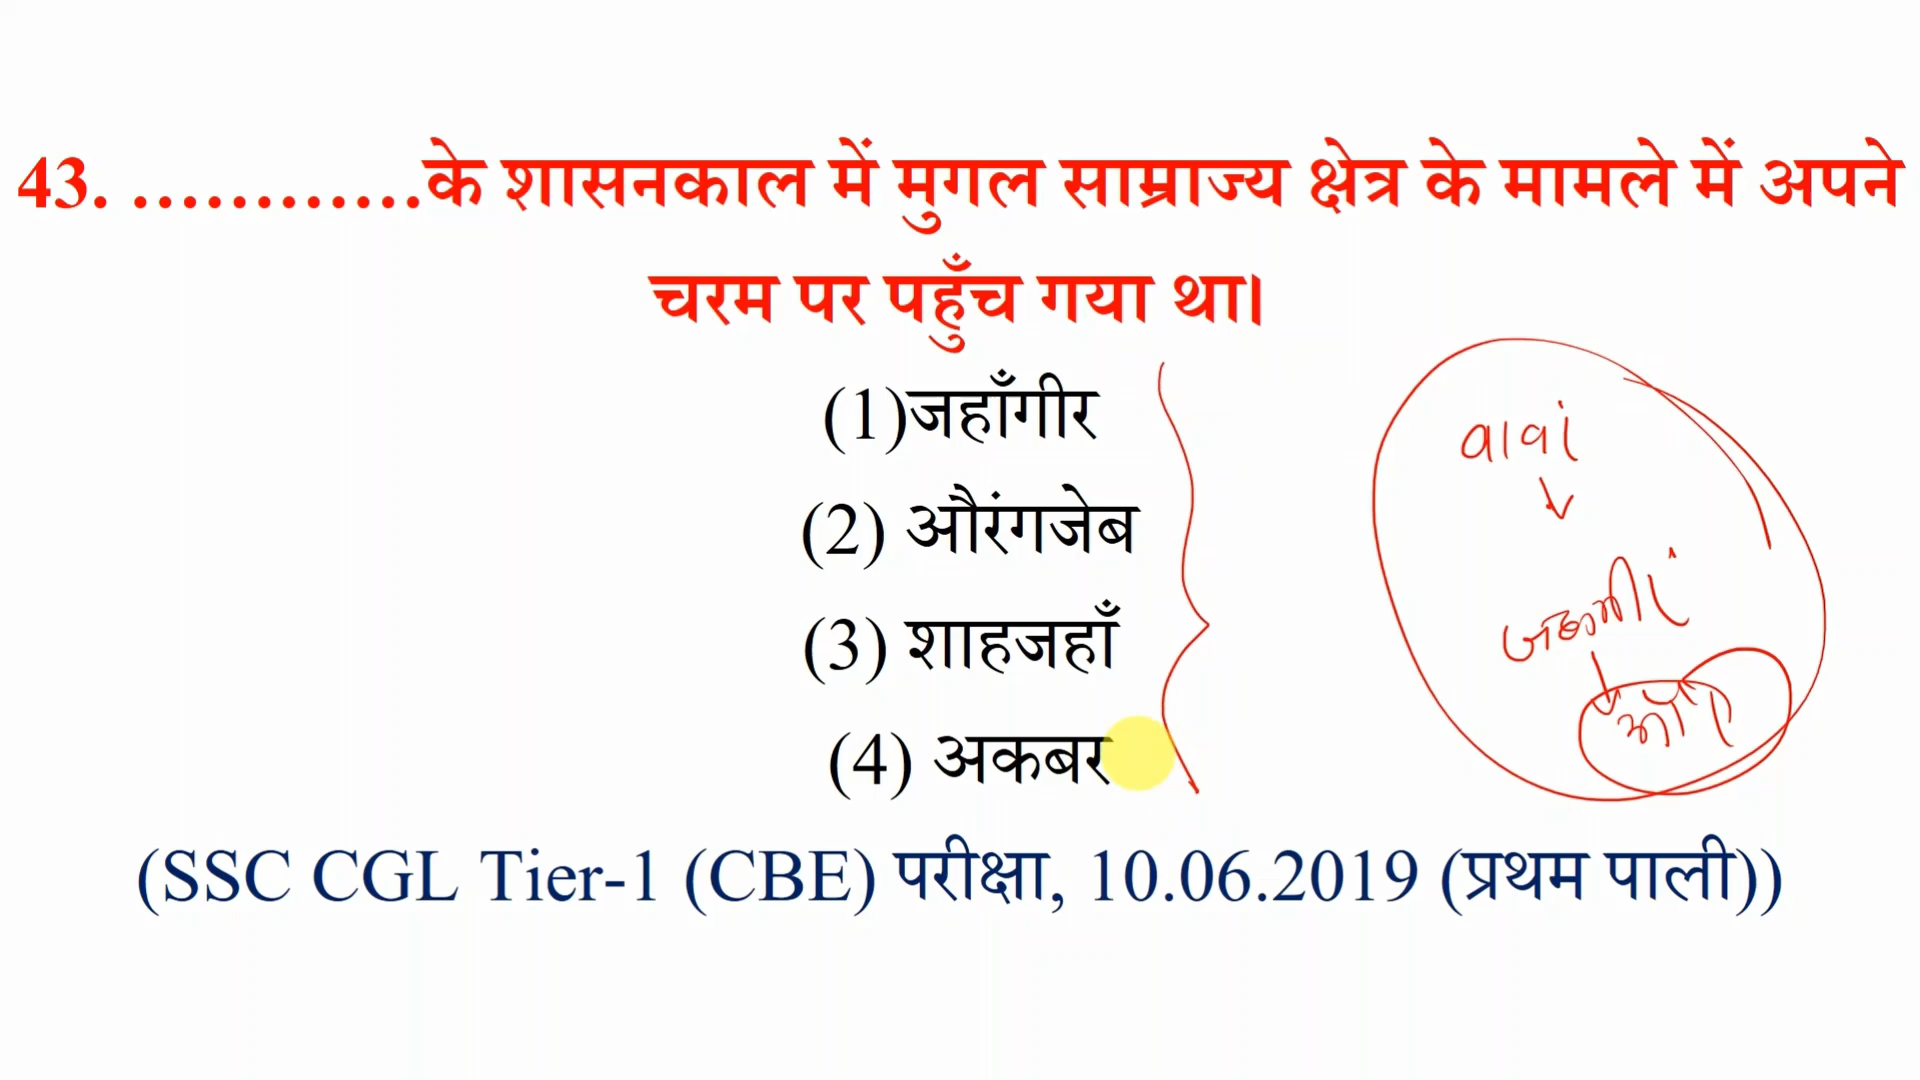 43. ............के शासनकाल में मुगल साम्राज्य क्षेत्र के मामले में अपने
चरम पर पहुँच गया था।
(1)जहाँगीर
(2) औरंगजेब
(3) शाहजहाँ
(4) अकबर
(SSC CGL Tier-1 (CBE) परीक्षा, 10.06.2019 (प्रथम पाली))